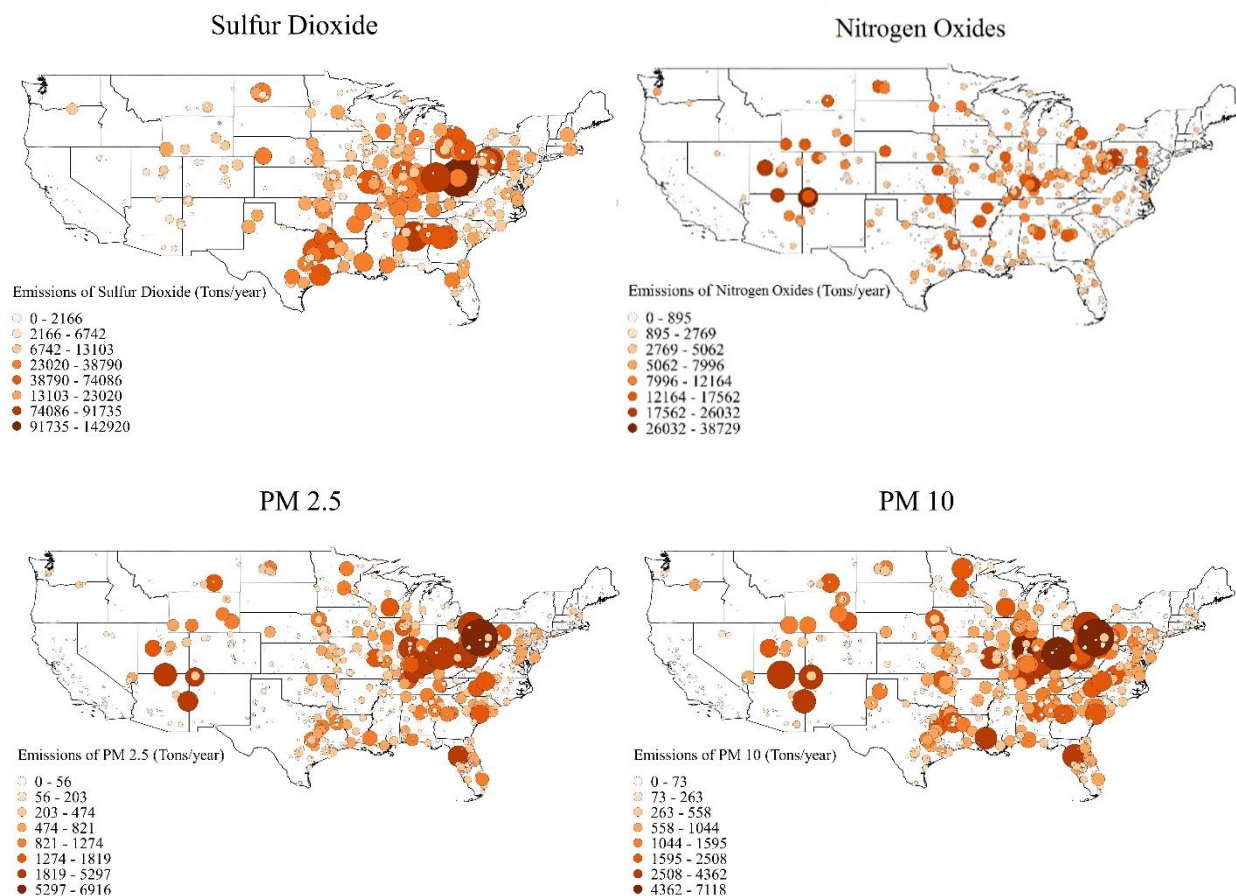 Sulfur Dioxide
Emissions of Sulfur Dioxide (Tons/year)
0 - 2166
2166 - 6742
6742 - 13103
23020 - 38790
38790 - 74086
13103 - 23020
74086 - 91735
91735 - 142920
Nitrogen Oxides
Emissions of Nitrogen Oxides (Tons/year)
0 - 895
895 - 2769
2769 - 5062
5062 - 7996
7996 - 12164
12164 - 17562
17562 - 26032
26032 - 38729
PM 2.5
Emissions of PM 2.5 (Tons/year)
0 - 56
56 - 203
203 - 474
474 - 821
821 - 1274
1274 - 1819
1819 - 5297
5297 - 6916
PM 10
Emissions of PM 10 (Tons/year)
0 - 73
73 - 263
263 - 558
558 - 1044
1044 - 1595
1595 - 2508
2508 - 4362
4362 - 7118